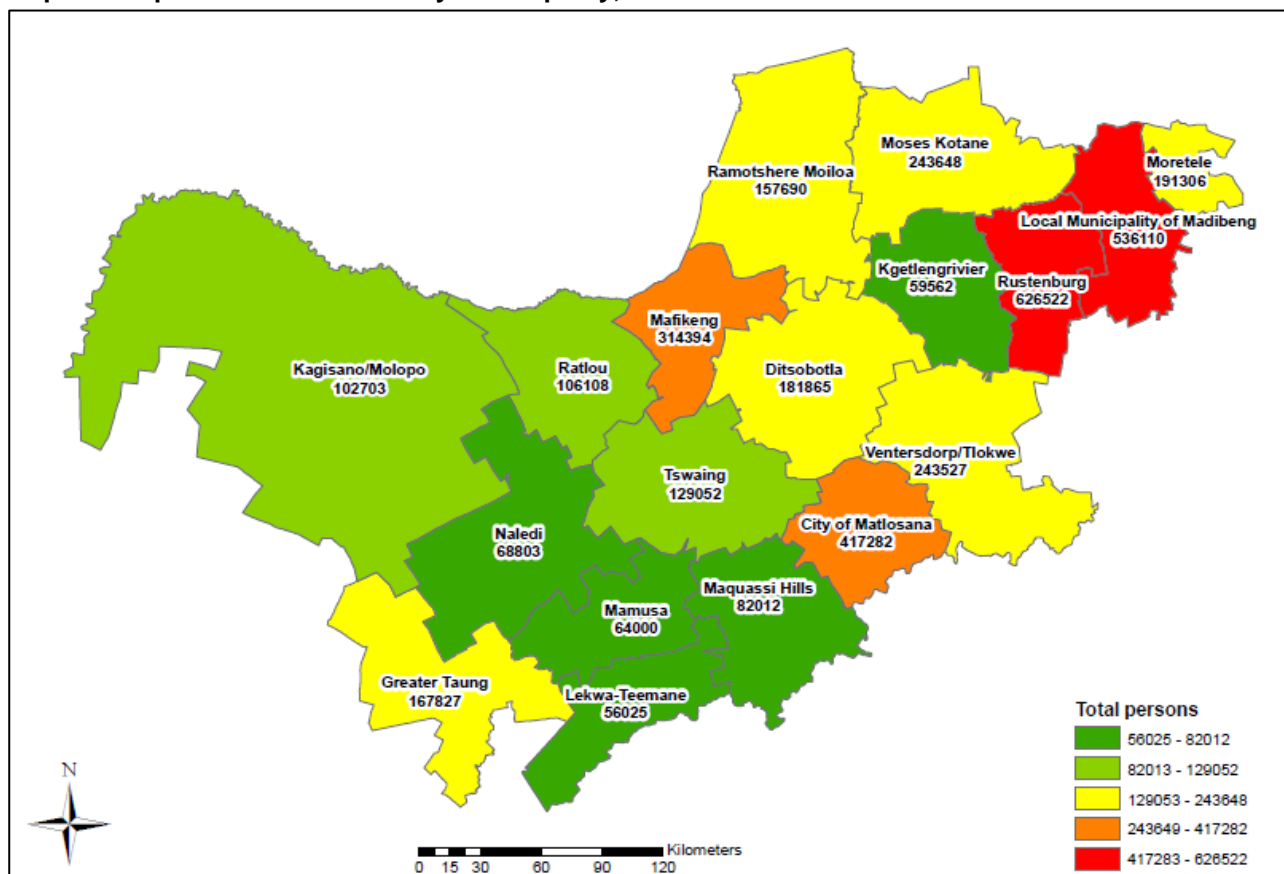 Moses Kotane
243648
Moretele
191306
Ramotshere Moiloa
157690
Local Municipality of Madibeng
536110
Kgetlengrivier
59562
Rustenburg
626522
Mafikeng
314394
Kagisano/Molopo
102703
Ratlou
106108
Ditsobotla
181865
Ventersdorp/Tlokwe
243527
Tswaing
129052
City of Matlosana
417282
Naledi
68803
Maquassi Hills
82012
Mamusa
64000
Greater Taung
167827
Lekwa-Teemane
56025
Total persons
56025 - 82012
82013 - 129052
129053 - 243648
243649 - 417282
417283 - 626522
N
Kilometers
0 15 30 60 90 120